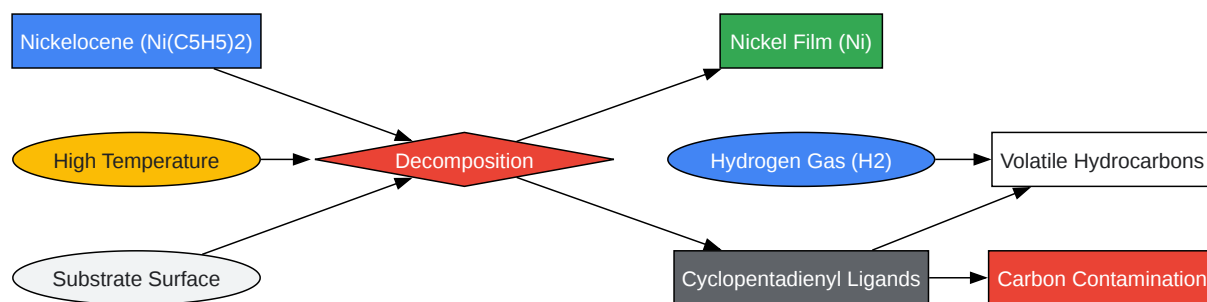 Nickelocene (Ni(C5H5)2)
Nickel Film (Ni)
High Temperature
Decomposition
Hydrogen Gas (H2)
Volatile Hydrocarbons
Substrate Surface
Cyclopentadienyl Ligands
Carbon Contamination